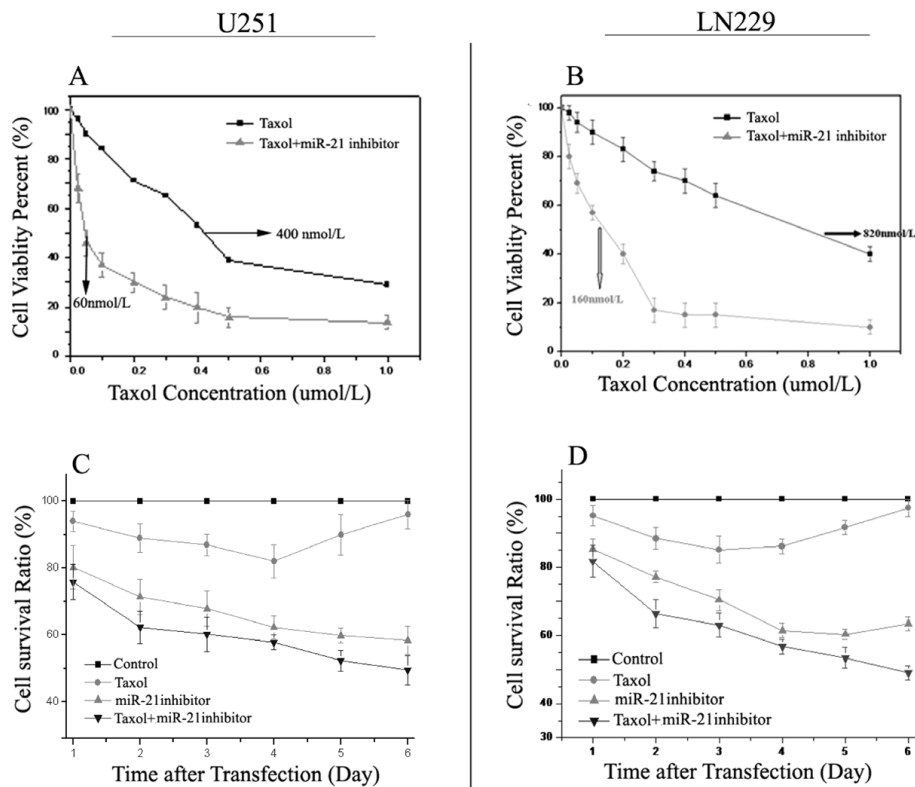 U251
LN229
A
Cell Viablity Percent (%)
100
80
60
40
20
0
Taxol
Taxol+miR-21 inhibitor
400 nmol/L
60nmol/L
0.0 0.2 0.4 0.6 0.8 1.0
Taxol Concentration (umol/L)
B
Cell Viablity Percent (%)
100
80
60
40
20
0
Taxol
Taxol+miR-21 inhibitor
820nmol/L
160nmol/L
0.0 0.2 0.4 0.6 0.8 1.0
Taxol Concentration (umol/L)
C
Cell survival Ratio (%)
100
80
60
40
Control
Taxol
miR-21inhibitor
Taxol+miR-21inhibitor
1 2 3 4 5 6
Time after Transfection (Day)
D
Cell survival Ratio (%)
100
80
60
40
30
Control
Taxol
miR-21inhibitor
Taxol+miR-21inhibitor
1 2 3 4 5 6
Time after Transfection (Day)